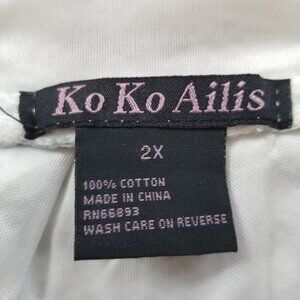 Ko Ko Ailis
2X
100% COTTON
MADE IN CHINA
RN66893
WASH CARE ON REVERSE